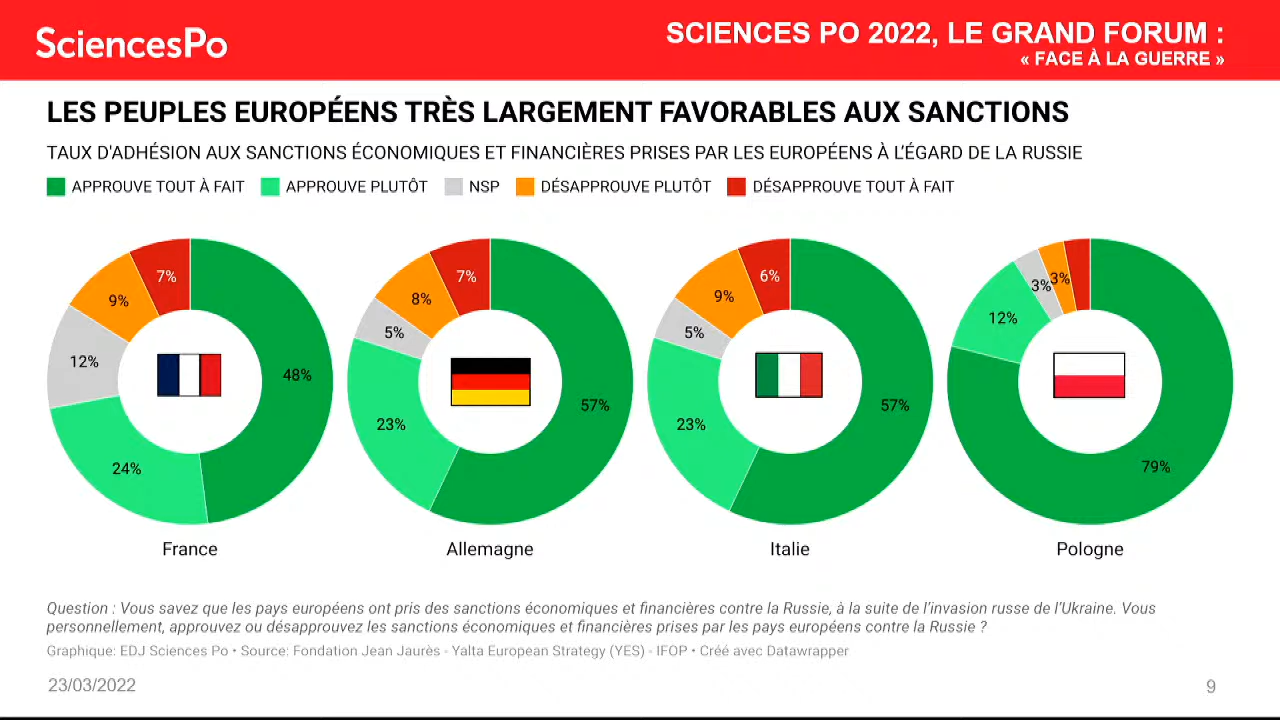 SciencesPo
SCIENCES PO 2022, LE GRAND FORUM :
« FACE À LA GUERRE »
LES PEUPLES EUROPÉENS TRÈS LARGEMENT FAVORABLES AUX SANCTIONS
TAUX D'ADHÉSION AUX SANCTIONS ÉCONOMIQUES ET FINANCIÈRES PRISES PAR LES EUROPÉENS À L'ÉGARD DE LA RUSSIE
APPROUVE TOUT À FAIT APPROUVE PLUTÔT NSP DÉSAPPROUVE PLUTÔT DÉSAPPROUVE TOUT À FAIT
7%
9%
12%
48%
24%
France
7%
8%
5%
57%
23%
Allemagne
6%
9%
5%
57%
23%
Italie
3%
3%
12%
79%
Pologne
Question : Vous savez que les pays européens ont pris des sanctions économiques et financières contre la Russie, à la suite de l'invasion russe de l'Ukraine. Vous
personnellement, approuvez ou désapprouvez les sanctions économiques et financières prises par les pays européens contre la Russie ?
Graphique: EDJ Sciences Po • Source: Fondation Jean Jaurès - Yalta European Strategy (YES) - IFOP • Créé avec Datawrapper
23/03/2022
9